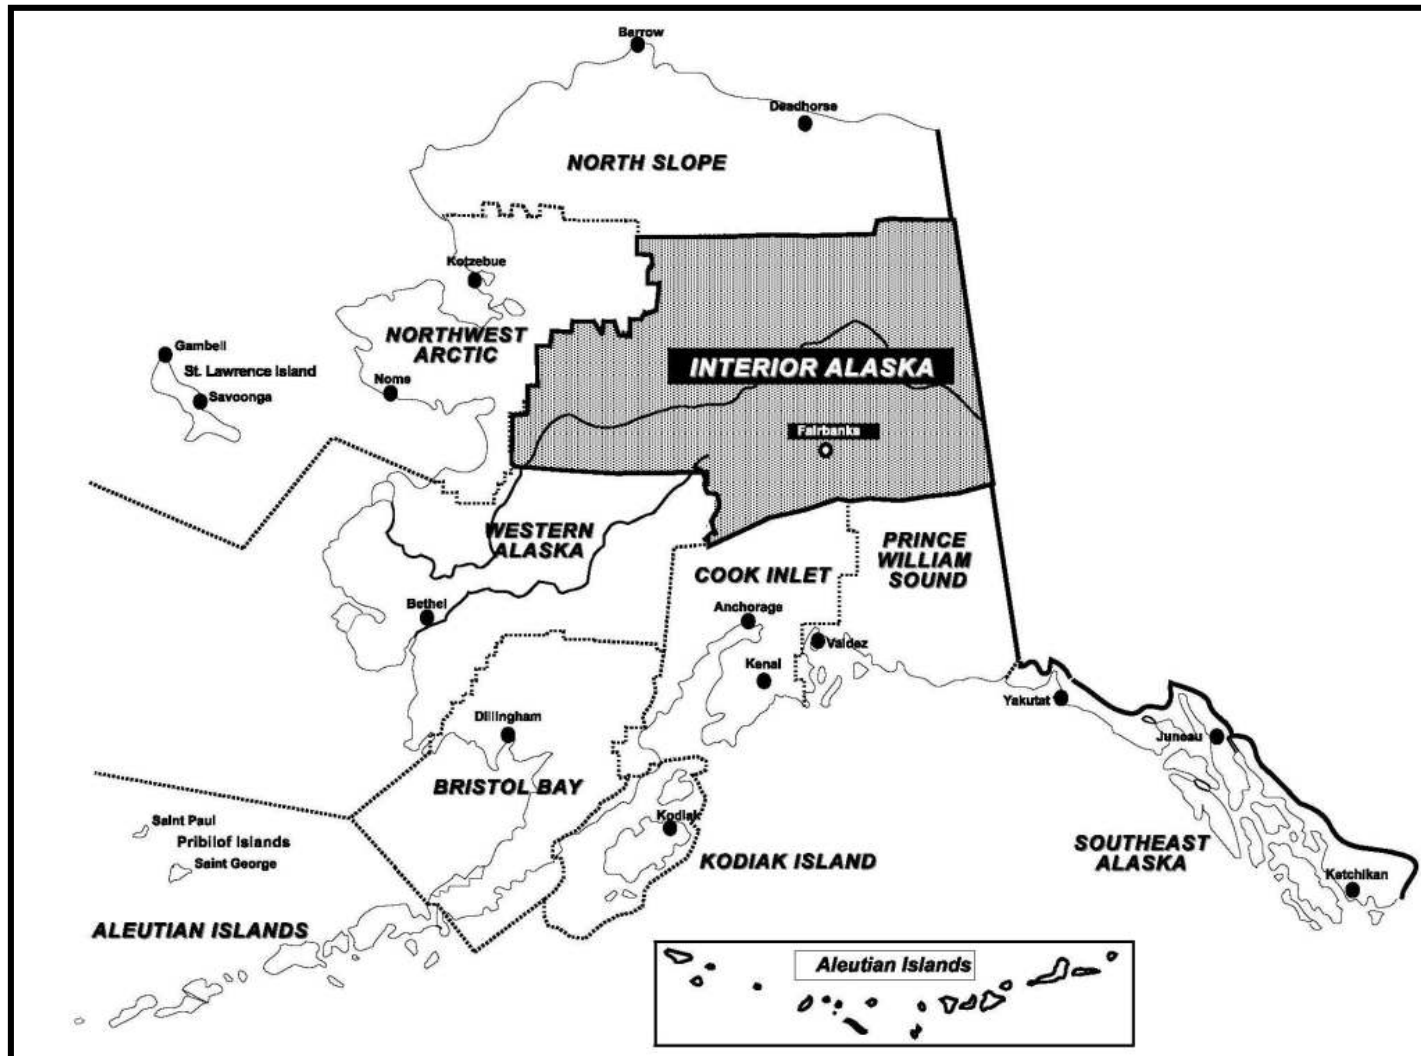 Barrow
Deadhorse
NORTH SLOPE
Kotzebue
NORTHWEST
ARCTIC
Gambell
St. Lawrence Island
Savoonga
Nome
INTERIOR ALASKA
Fairbanks
WESTERN
ALASKA
PRINCE
WILLIAM
SOUND
COOK INLET
Bethel
Anchorage
Valdez
Kenai
Yakutat
Dillingham
Juneau
BRISTOL BAY
Saint Paul
Pribilof Islands
Saint George
Kodiak
KODIAK ISLAND
SOUTHEAST
ALASKA
Ketchikan
ALEUTIAN ISLANDS
Aleutian Islands